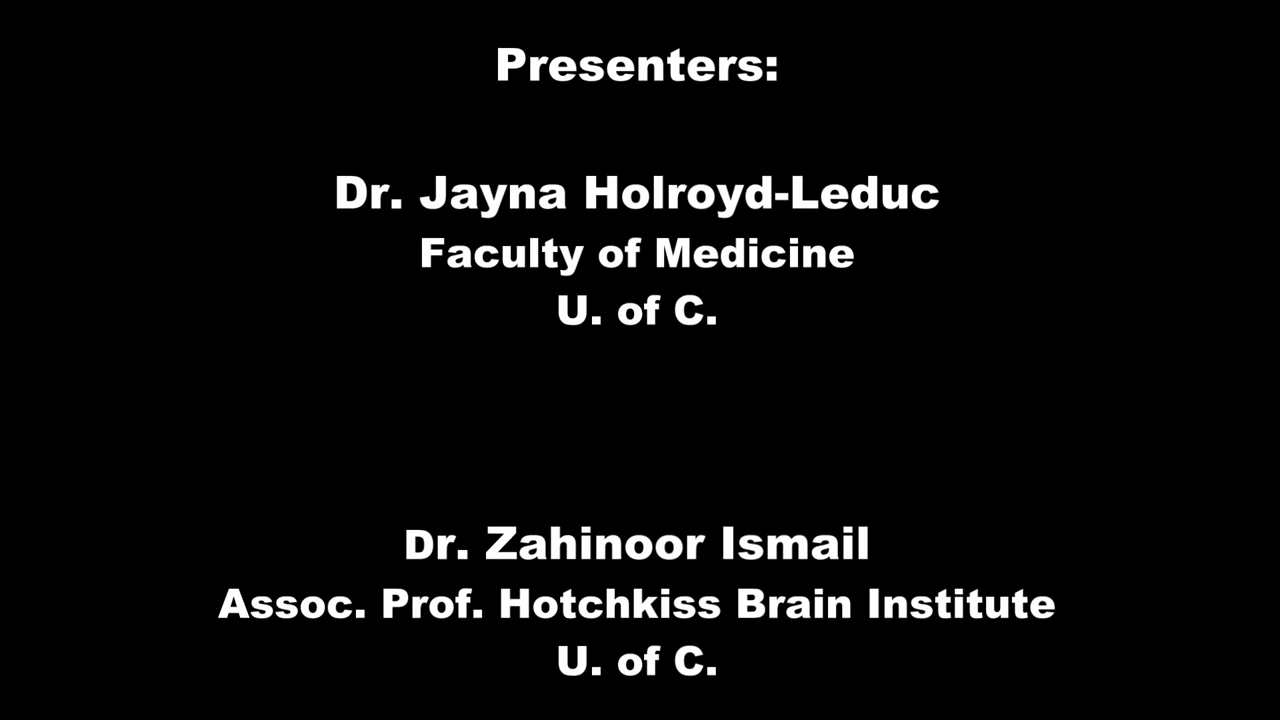 Presenters:
Dr. Jayna Holroyd-Leduc
Faculty of Medicine
U. of C.
Dr. Zahinoor Ismail
Assoc. Prof. Hotchkiss Brain Institute
U. of C.